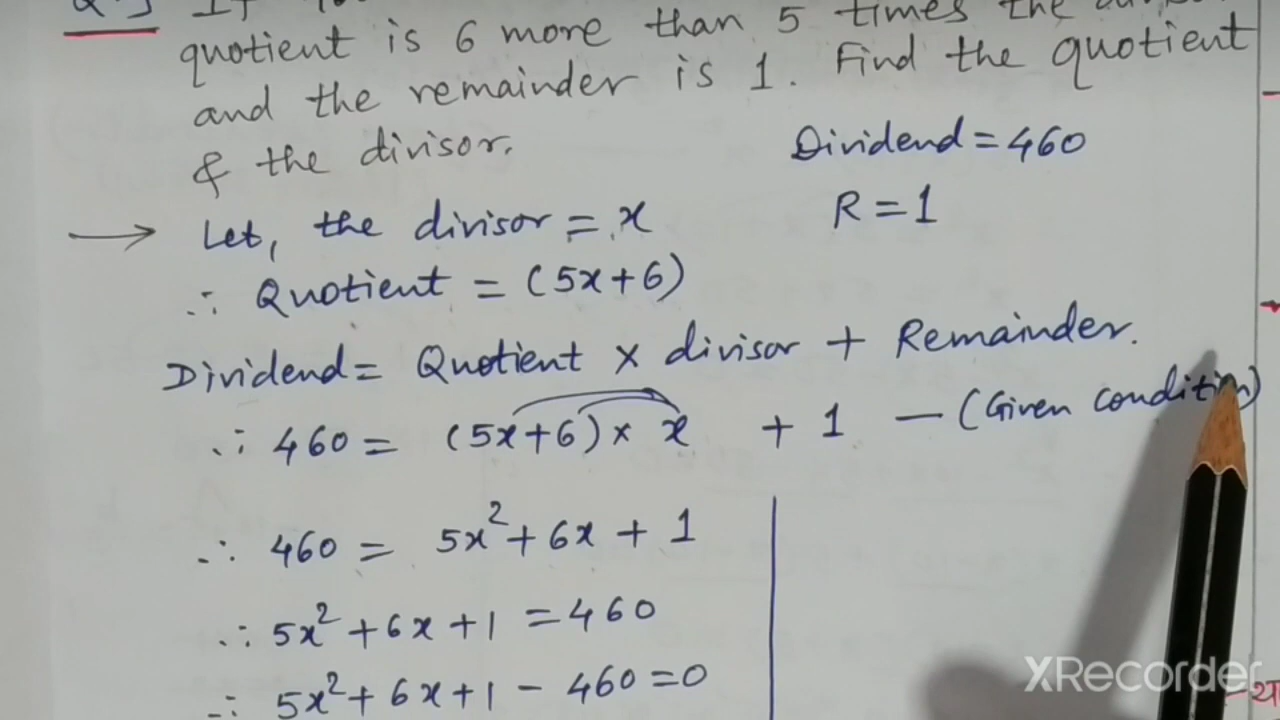 If
times the
quotient is 6 more than 5
and the remainder is 1. Find the quotient
& the divisor.
Dividend = 460
R = 1
→ Let, the divisor = x
∴ Quotient = (5x+6)
Dividend = Quotient × divisor + Remainder.
∴ 460 = (5x+6) × x + 1 — (Given condition)
∴ 460 = 5x² + 6x + 1
∴ 5x² + 6x + 1 = 460
∴ 5x² + 6x + 1 - 460 = 0
XRecorder